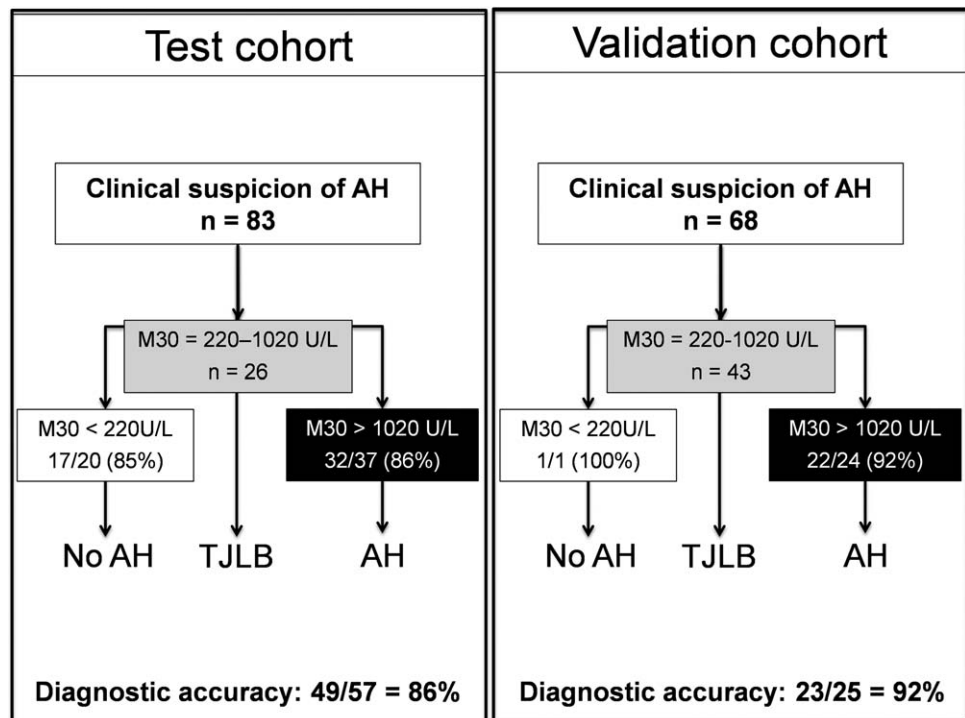 Test cohort
Clinical suspicion of AH
n = 83
M30 = 220–1020 U/L
n = 26
M30 < 220U/L
17/20 (85%)
M30 > 1020 U/L
32/37 (86%)
No AH
TJLB
AH
Diagnostic accuracy: 49/57 = 86%
Validation cohort
Clinical suspicion of AH
n = 68
M30 = 220-1020 U/L
n = 43
M30 < 220U/L
1/1 (100%)
M30 > 1020 U/L
22/24 (92%)
No AH
TJLB
AH
Diagnostic accuracy: 23/25 = 92%